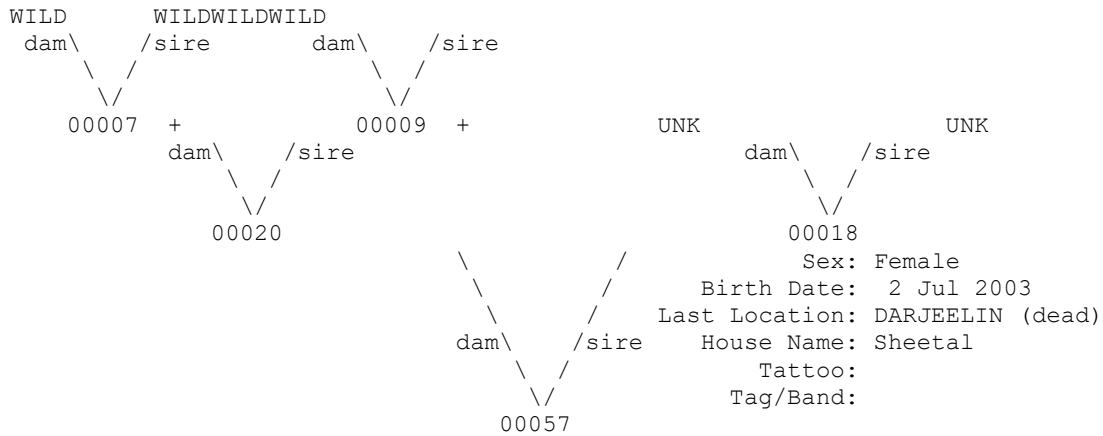 WILD WILDWILDWILD
dam\ /sire dam\ /sire
\ / \ /
\/ \/
00007 + 00009 + UNK UNK
dam\ /sire dam\ /sire
\ / \ /
\/ \/
00020 00018
\ / Sex: Female
\ / Birth Date: 2 Jul 2003
\ / Last Location: DARJEELIN (dead)
dam\ /sire House Name: Sheetal
\ / Tattoo:
\/ Tag/Band:
00057